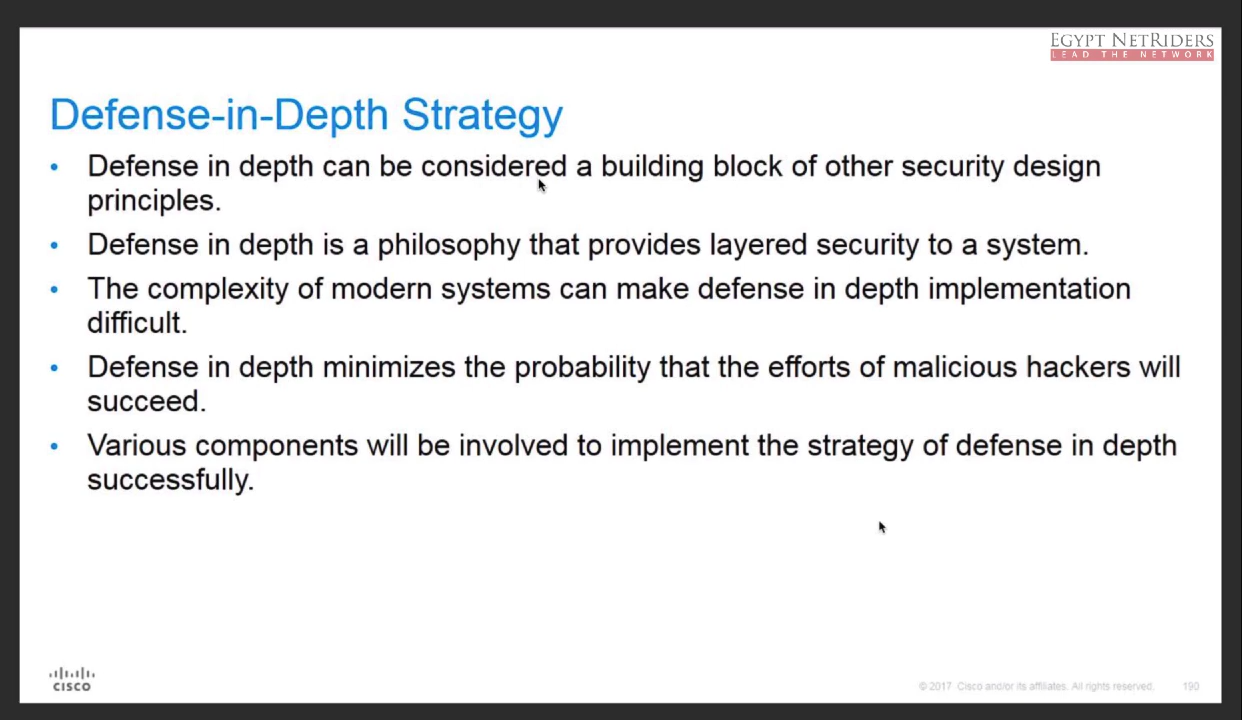 EGYPT NETRIDERS
LEAD THE NETWORK
Defense-in-Depth Strategy
• Defense in depth can be considered a building block of other security design
principles.
• Defense in depth is a philosophy that provides layered security to a system.
• The complexity of modern systems can make defense in depth implementation
difficult.
• Defense in depth minimizes the probability that the efforts of malicious hackers will
succeed.
• Various components will be involved to implement the strategy of defense in depth
successfully.
CISCO
© 2017 Cisco and/or its affiliates. All rights reserved. 190